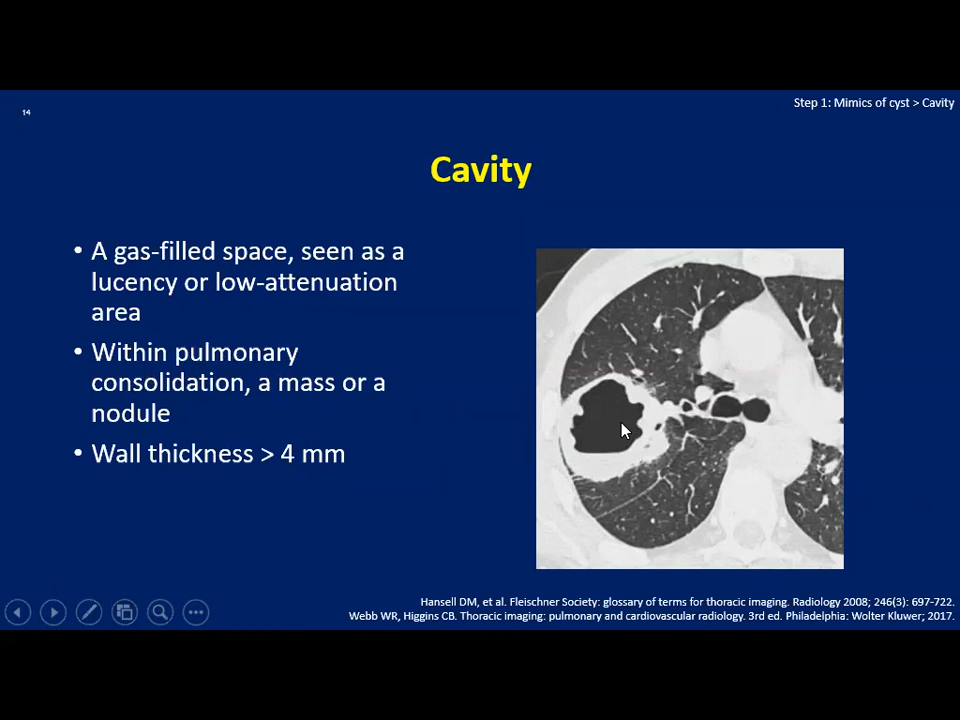 Step 1: Mimics of cyst > Cavity
14
Cavity
• A gas-filled space, seen as a
lucency or low-attenuation
area
• Within pulmonary
consolidation, a mass or a
nodule
• Wall thickness > 4 mm
Hansell DM, et al. Fleischner Society: glossary of terms for thoracic imaging. Radiology 2008; 246(3): 697-722.
Webb WR, Higgins CB. Thoracic imaging: pulmonary and cardiovascular radiology. 3rd ed. Philadelphia: Wolter Kluwer; 2017.